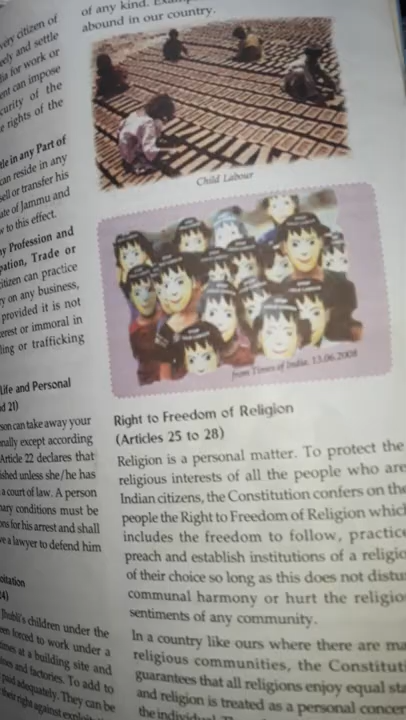 very citizen of
and settle
for work or
can impose
curity of the
rights of the
tle in any Part of
can reside in any
sell or transfer his
ate of Jammu and
to this effect.
Profession and
Trade or
citizen can practice
on any business,
provided it is not
or immoral in
ling or trafficking
Life and Personal
21)
son can take away your
except according
Article 22 declares that
unless she/he has
a court of law. A person
conditions must be
for his arrest and shall
a lawyer to defend him
children under the
forced to work under a
at a building site and
and factories. To add to
paid adequately. They can be
right against
of any kind.
abound in our country.
Child Labour
from Times of India, 13.06.2008
Right to Freedom of Religion
(Articles 25 to 28)
Religion is a personal matter. To protect the
religious interests of all the people who are
Indian citizens, the Constitution confers on the
people the Right to Freedom of Religion which
includes the freedom to follow, practice
preach and establish institutions of a religio
of their choice so long as this does not distu
communal harmony or hurt the religio
sentiments of any community.
In a country like ours where there are ma
religious communities, the Constituti
guarantees that all religions enjoy equal sta
and religion is treated as a personal concer
the individual.